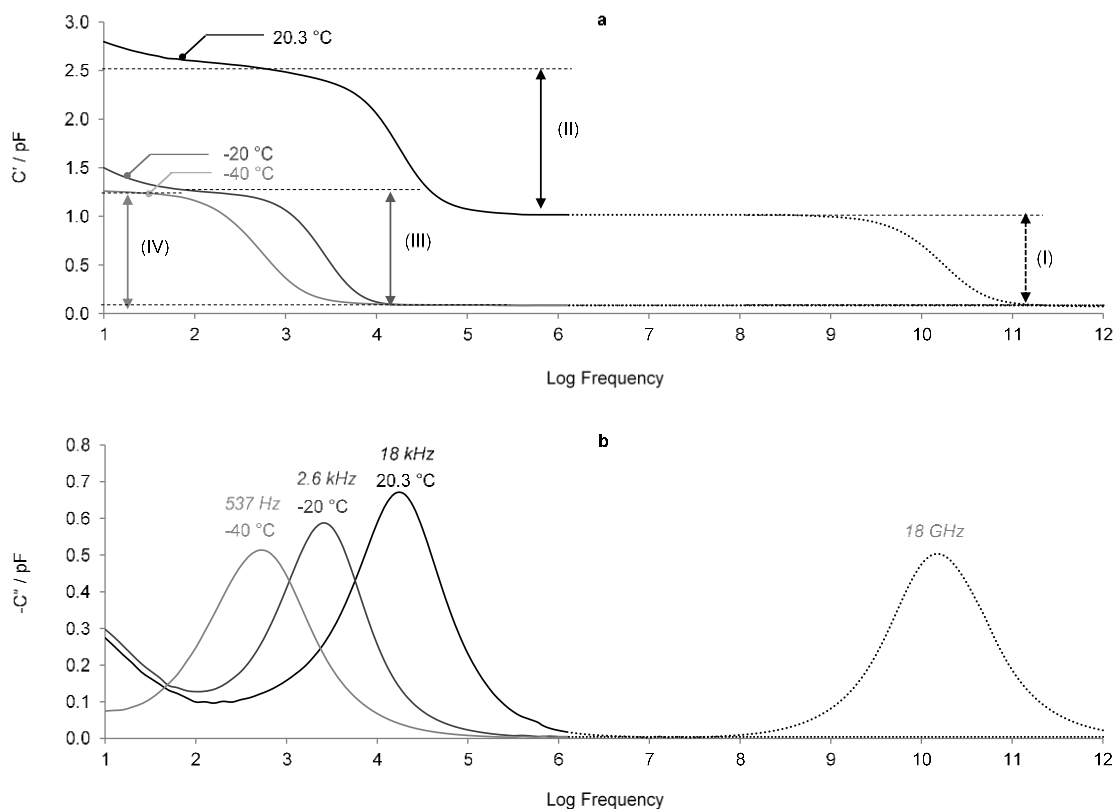 a
3.0
2.5
2.0
1.5
1.0
0.5
0.0
C' / pF
20.3 °C
-20 °C
-40 °C
(II)
(IV)
(III)
(I)
1 2 3 4 5 6 7 8 9 10 11 12
Log Frequency
b
0.8
0.7
0.6
0.5
0.4
0.3
0.2
0.1
0.0
-C" / pF
18 kHz
20.3 °C
2.6 kHz
-20 °C
537 Hz
-40 °C
18 GHz
1 2 3 4 5 6 7 8 9 10 11 12
Log Frequency